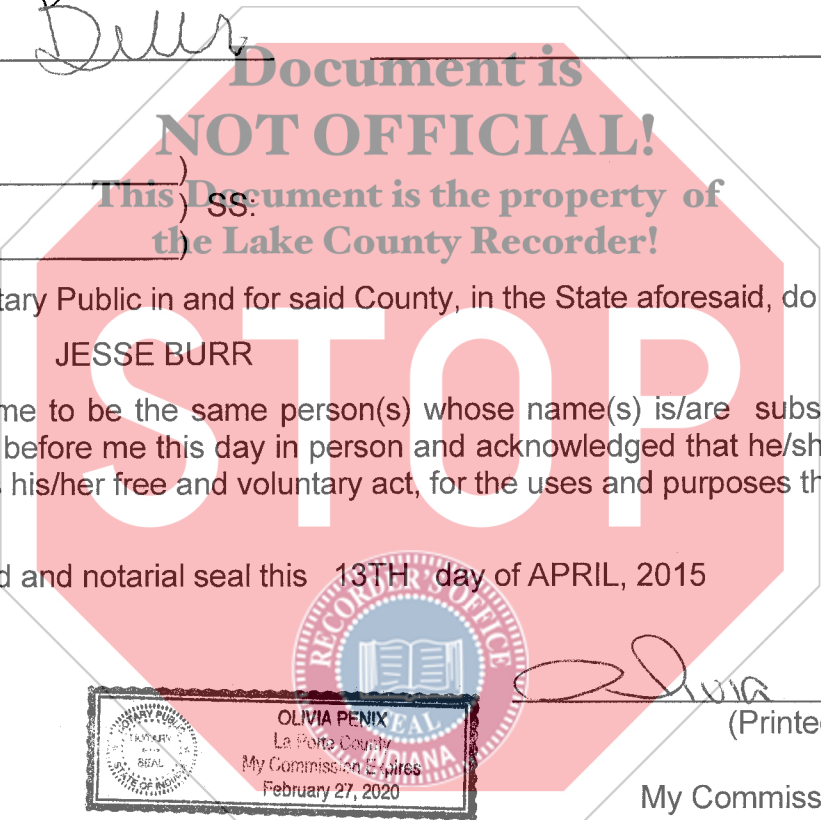 Burr
Document is
NOT OFFICIAL!
This Document is the property of
the Lake County Recorder!
)
) SS:
)
STOP
tary Public in and for said County, in the State aforesaid, do
JESSE BURR
me to be the same person(s) whose name(s) is/are subs
before me this day in person and acknowledged that he/sh
his/her free and voluntary act, for the uses and purposes th
d and notarial seal this 13TH day of APRIL, 2015
RECORDER'S OFFICE
SEAL
INDIANA
Olivia
(Printe
NOTARY PUBLIC
NOTARY
SEAL
STATE OF INDIANA
OLIVIA PENIX
La Porte County
My Commission Expires
February 27, 2020
My Commiss